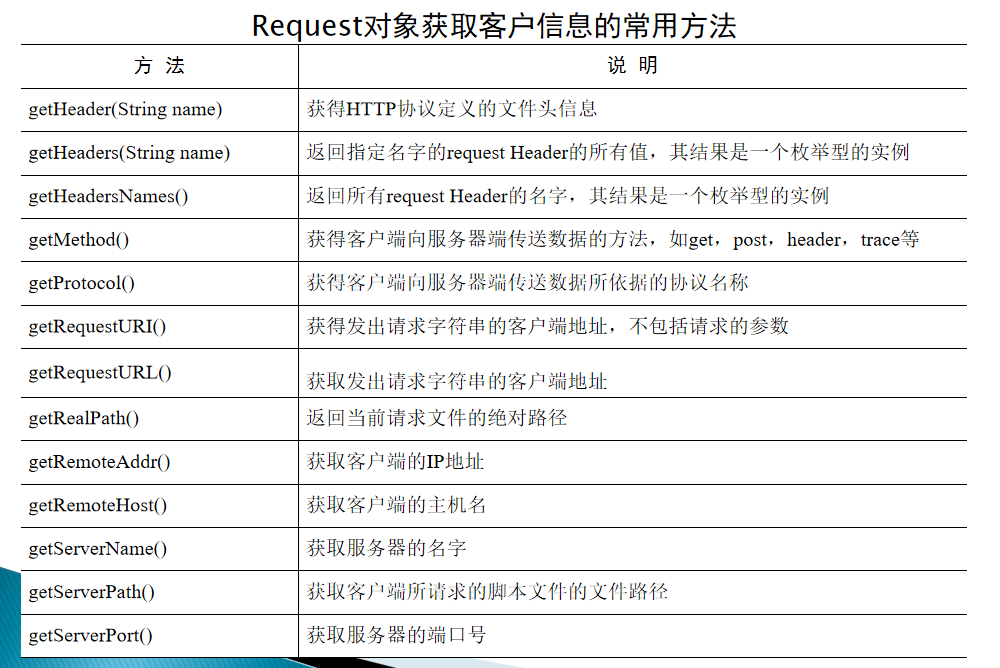 Request对象获取客户信息的常用方法
方 法 说 明
getHeader(String name) 获得HTTP协议定义的文件头信息
getHeaders(String name) 返回指定名字的request Header的所有值，其结果是一个枚举型的实例
getHeadersNames() 返回所有request Header的名字，其结果是一个枚举型的实例
getMethod() 获得客户端向服务器端传送数据的方法，如get，post，header，trace等
getProtocol() 获得客户端向服务器端传送数据所依据的协议名称
getRequestURI() 获得发出请求字符串的客户端地址，不包括请求的参数
getRequestURL() 获取发出请求字符串的客户端地址
getRealPath() 返回当前请求文件的绝对路径
getRemoteAddr() 获取客户端的IP地址
getRemoteHost() 获取客户端的主机名
getServerName() 获取服务器的名字
getServerPath() 获取客户端所请求的脚本文件的文件路径
getServerPort() 获取服务器的端口号